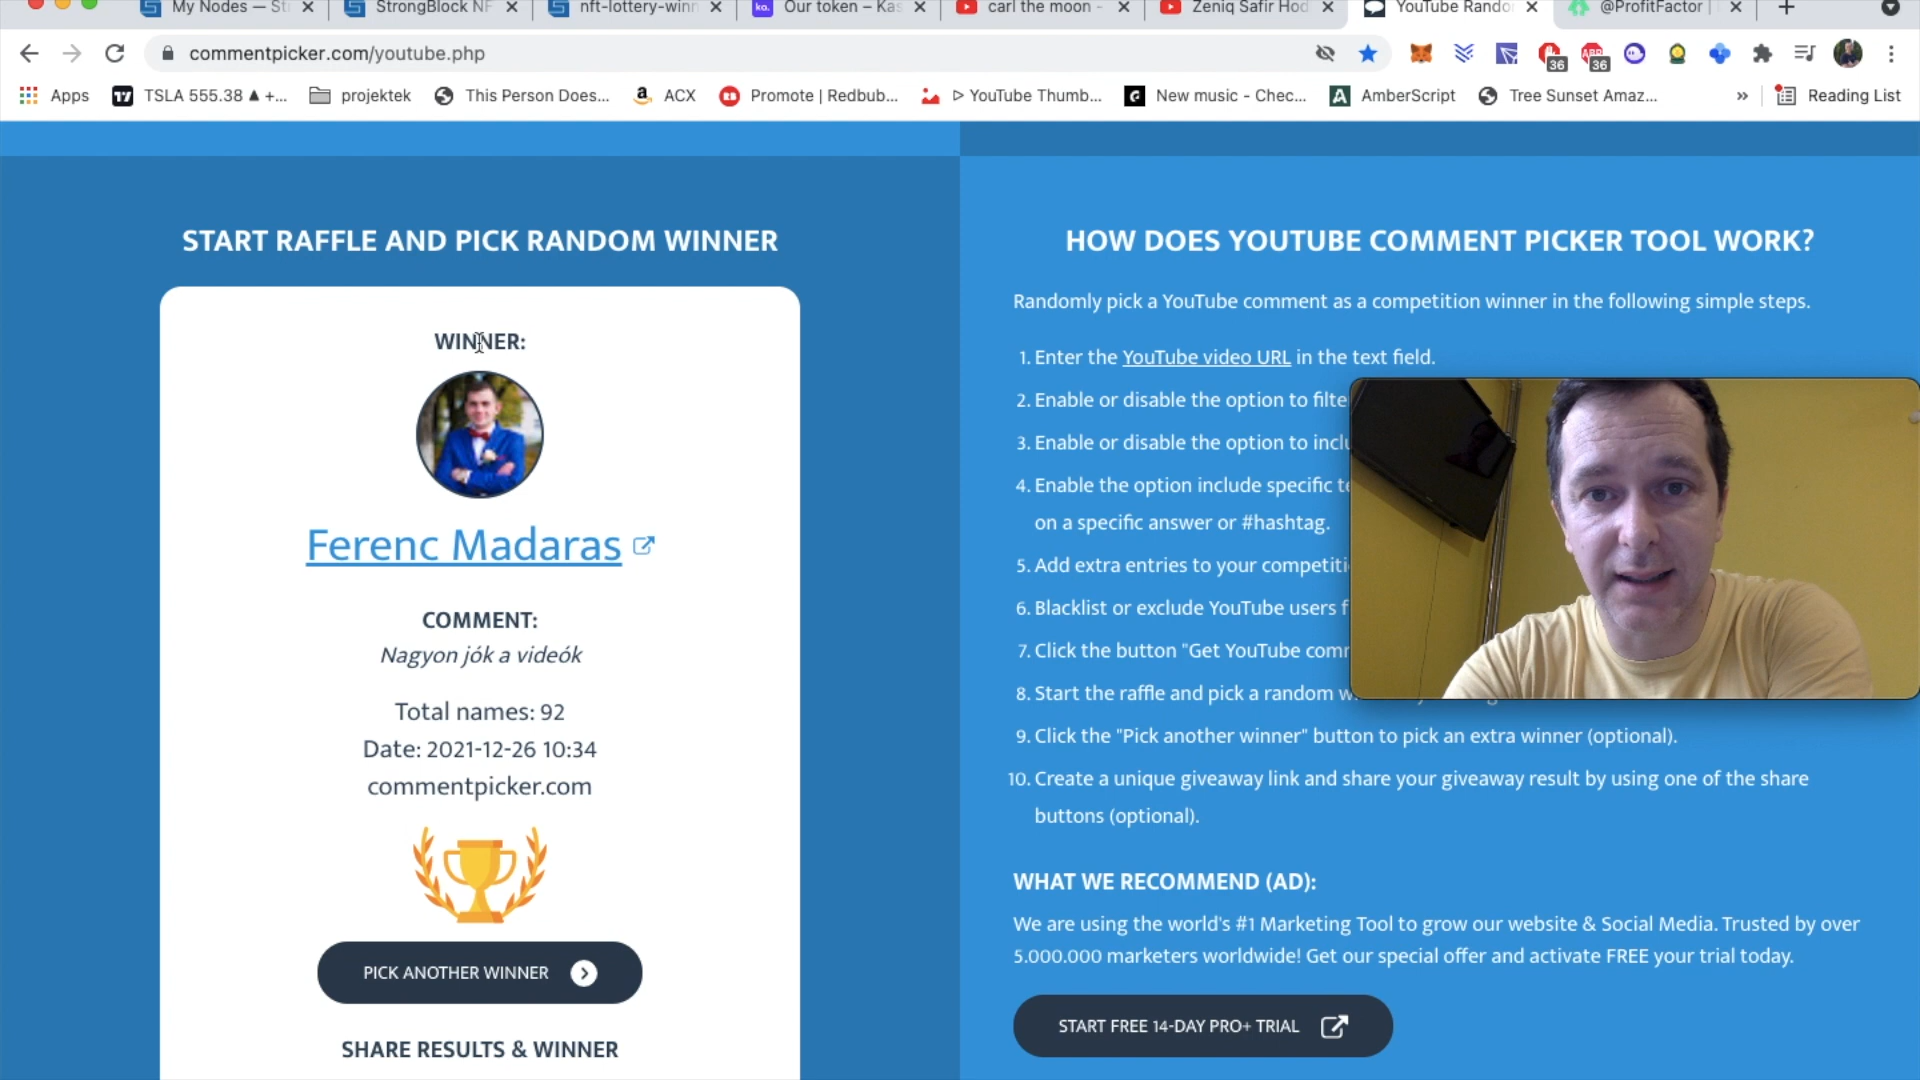 My Nodes — St
StrongBlock NF
nft-lottery-winn
Our token – Kas
carl the moon -
Zeniq Safir Hod
YouTube Rando
@ProfitFactor |
commentpicker.com/youtube.php
36
36
Apps
TSLA 555.38 ▲ +...
projektek
This Person Does...
ACX
Promote | Redbub...
ᐅ YouTube Thumb...
New music - Chec...
AmberScript
Tree Sunset Amaz...
»
Reading List
START RAFFLE AND PICK RANDOM WINNER
WINNER:
Ferenc Madaras
COMMENT:
Nagyon jók a videók
Total names: 92
Date: 2021-12-26 10:34
commentpicker.com
PICK ANOTHER WINNER
SHARE RESULTS & WINNER
HOW DOES YOUTUBE COMMENT PICKER TOOL WORK?
Randomly pick a YouTube comment as a competition winner in the following simple steps.
1. Enter the YouTube video URL in the text field.
2. Enable or disable the option to filte
3. Enable or disable the option to inclu
4. Enable the option include specific te
on a specific answer or #hashtag.
5. Add extra entries to your competiti
6. Blacklist or exclude YouTube users f
7. Click the button "Get YouTube comm
8. Start the raffle and pick a random w
9. Click the "Pick another winner" button to pick an extra winner (optional).
10. Create a unique giveaway link and share your giveaway result by using one of the share
buttons (optional).
WHAT WE RECOMMEND (AD):
We are using the world's #1 Marketing Tool to grow our website & Social Media. Trusted by over
5.000.000 marketers worldwide! Get our special offer and activate FREE your trial today.
START FREE 14-DAY PRO+ TRIAL